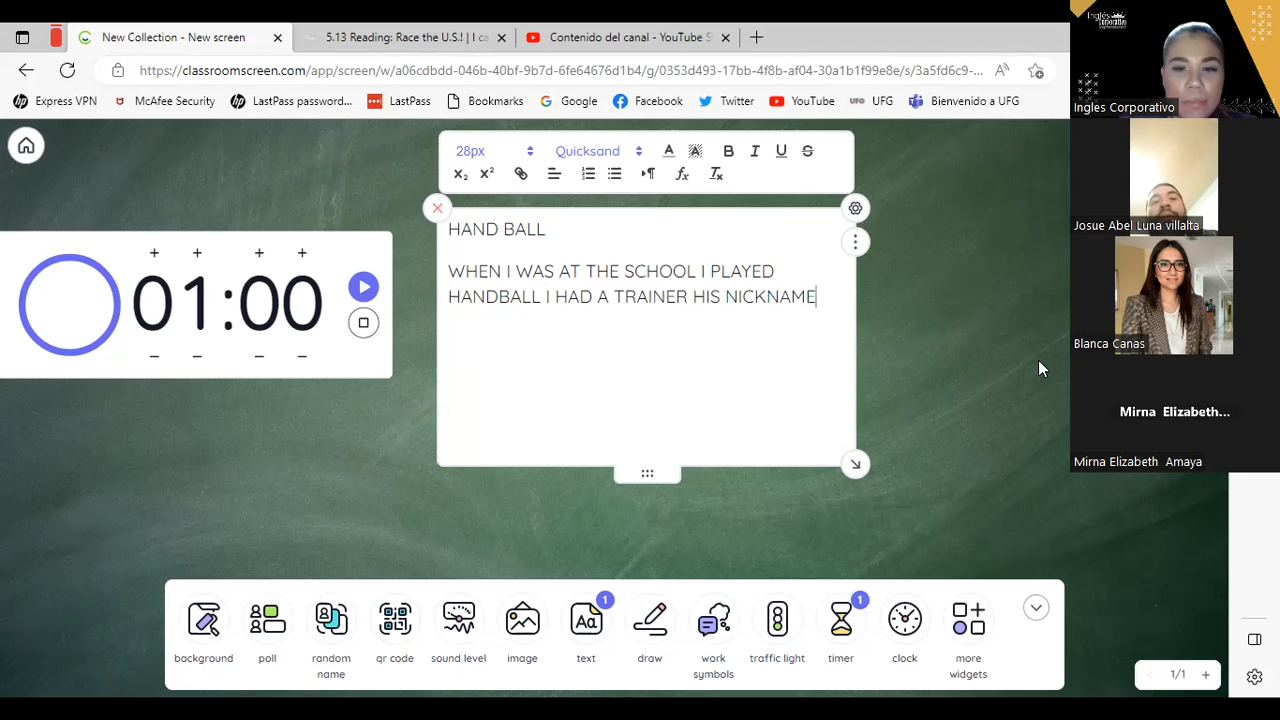 New Collection - New screen
5.13 Reading: Race the U.S.! | I ca
Contenido del canal - YouTube S
https://classroomscreen.com/app/screen/w/a06cdbdd-046b-40bf-9b7d-6fe64676d1b4/g/0353d493-17bb-4f8b-af04-30a1b1f99e8e/s/3a5fd6c9-...
Express VPN
McAfee Security
LastPass password...
LastPass
Bookmarks
Google
Facebook
Twitter
YouTube
UFG
UFG
Bienvenido a UFG
28px
Quicksand
HAND BALL
WHEN I WAS AT THE SCHOOL I PLAYED
HANDBALL I HAD A TRAINER HIS NICKNAME
01:00
background
poll
random
name
qr code
sound level
image
1
text
draw
work
symbols
traffic light
1
timer
clock
more
widgets
1/1
Inglés
Corporativo
Ingles Corporativo
Josue Abel Luna villalta
Blanca Canas
Mirna Elizabeth...
Mirna Elizabeth Amaya